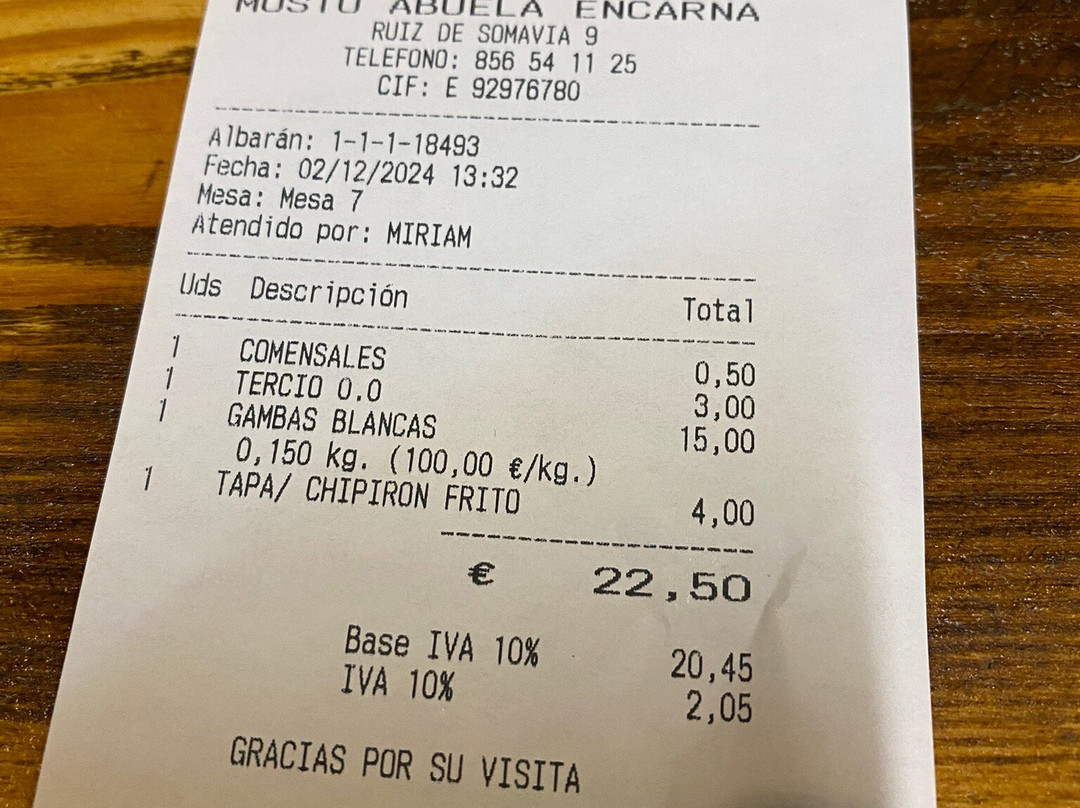 MOSTO ABUELA ENCARNA
RUIZ DE SOMAVIA 9
TELEFONO: 856 54 11 25
CIF: E 92976780
Albarán: 1-1-1-18493
Fecha: 02/12/2024 13:32
Mesa: Mesa 7
Atendido por: MIRIAM
Uds Descripción Total
1 COMENSALES 0,50
1 TERCIO 0.0 3,00
1 GAMBAS BLANCAS 15,00
0,150 kg. (100,00 €/kg.)
1 TAPA/ CHIPIRON FRITO 4,00
€ 22,50
Base IVA 10% 20,45
IVA 10% 2,05
GRACIAS POR SU VISITA